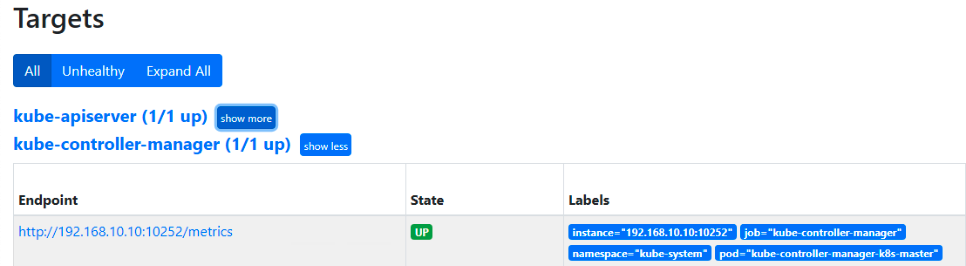 Targets
All Unhealthy Expand All
kube-apiserver (1/1 up) show more
kube-controller-manager (1/1 up) show less
Endpoint State Labels
http://192.168.10.10:10252/metrics UP instance="192.168.10.10:10252" job="kube-controller-manager"
namespace="kube-system" pod="kube-controller-manager-k8s-master"